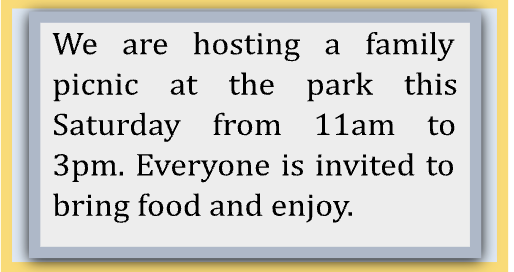 We are hosting a family
picnic at the park this
Saturday from 11am to
3pm. Everyone is invited to
bring food and enjoy.